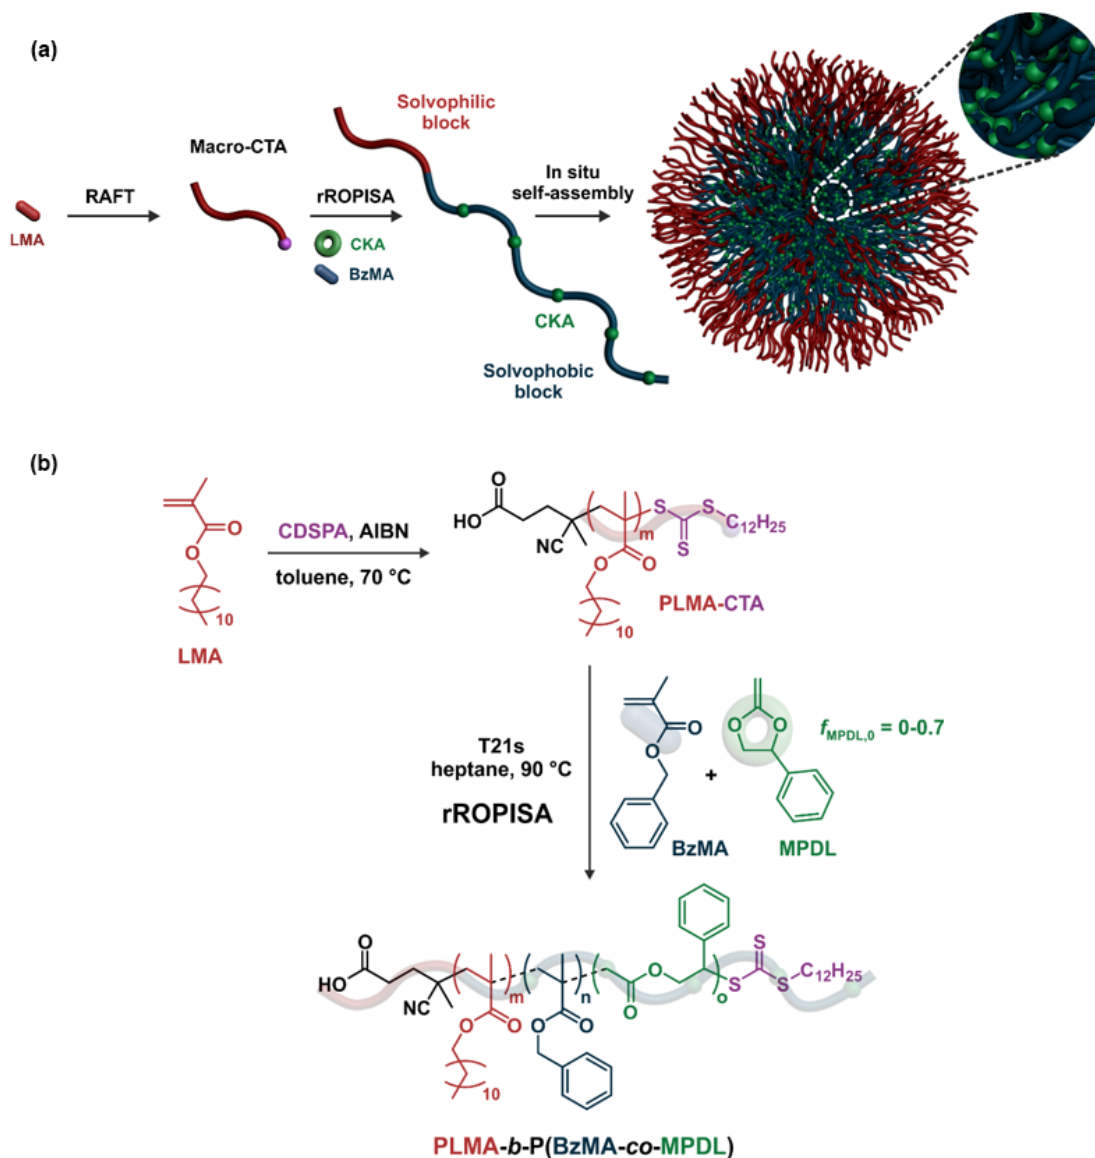 (a)
Solvophilic
block
Macro-CTA
RAFT
rROPISA
In situ
self-assembly
LMA
CKA
BzMA
CKA
Solvophobic
block
(b)
O
HO
NC
m
S
S
S
C12H25
O
O
10
PLMA-CTA
O
O
10
LMA
CDSPA, AIBN
toluene, 70 °C
T21s
heptane, 90 °C
rROPISA
O
O
BzMA
+
O
O
MPDL
fMPDL,0 = 0-0.7
O
HO
NC
m
O
O
10
n
O
O
O
O
o
S
S
S
C12H25
PLMA-b-P(BzMA-co-MPDL)